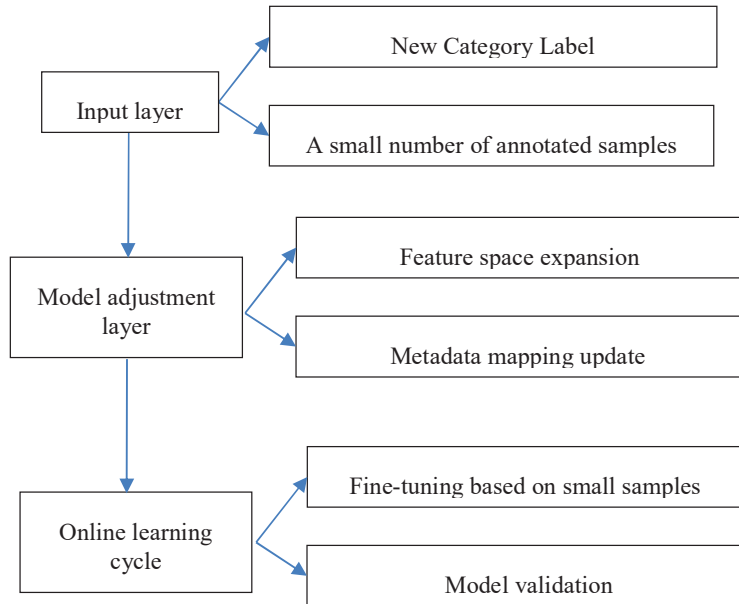 New Category Label
Input layer
A small number of annotated samples
Feature space expansion
Model adjustment
layer
Metadata mapping update
Fine-tuning based on small samples
Online learning
cycle
Model validation